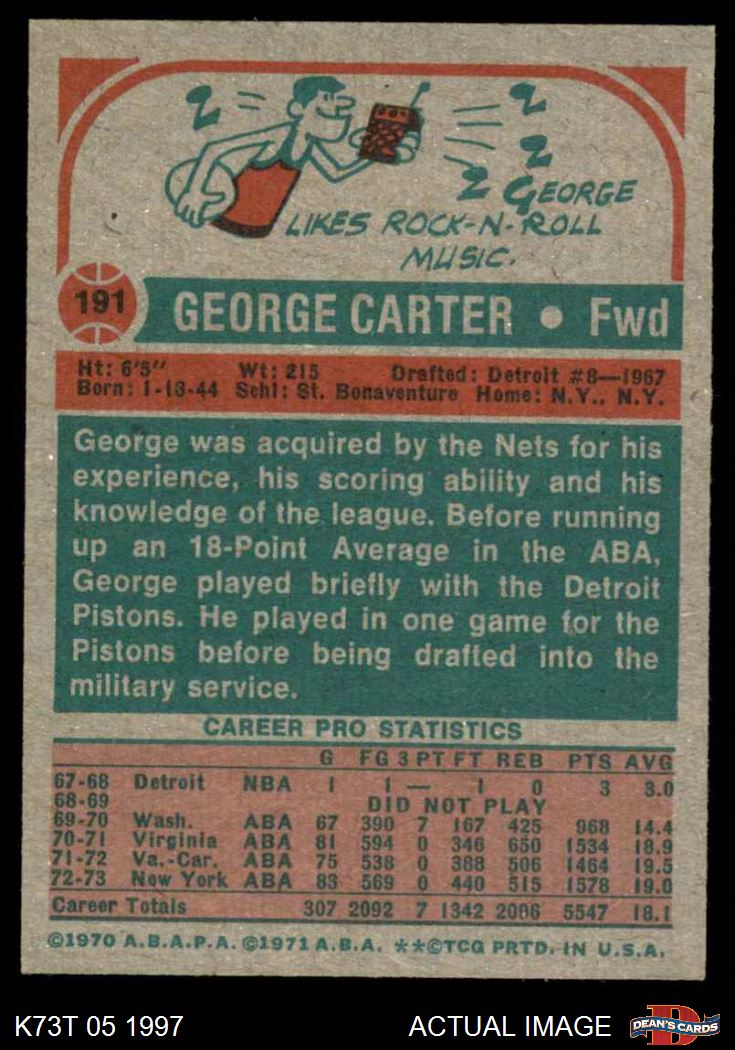 GEORGE
LIKES ROCK-N-ROLL
MUSIC.
191 GEORGE CARTER • Fwd
Ht: 6'5" Wt: 215 Drafted: Detroit #8—1967
Born: 1-13-44 Schl: St. Bonaventure Home: N.Y., N.Y.
George was acquired by the Nets for his
experience, his scoring ability and his
knowledge of the league. Before running
up an 18-Point Average in the ABA,
George played briefly with the Detroit
Pistons. He played in one game for the
Pistons before being drafted into the
military service.
CAREER PRO STATISTICS
G FG 3 PT FT REB PTS AVG
67-68 Detroit NBA 1 1 — 1 0 3 3.0
68-69 DID NOT PLAY
69-70 Wash. ABA 67 390 7 167 425 968 14.4
70-71 Virginia ABA 81 594 0 346 650 1534 18.9
71-72 Va.-Car. ABA 75 538 0 388 506 1464 19.5
72-73 New York ABA 83 569 0 440 515 1578 19.0
Career Totals 307 2092 7 1342 2096 5547 18.1
©1970 A.B.A.P.A. ©1971 A.B.A. **©TCG PRTD. IN U.S.A.
K73T 05 1997 ACTUAL IMAGE DEAN'S CARDS